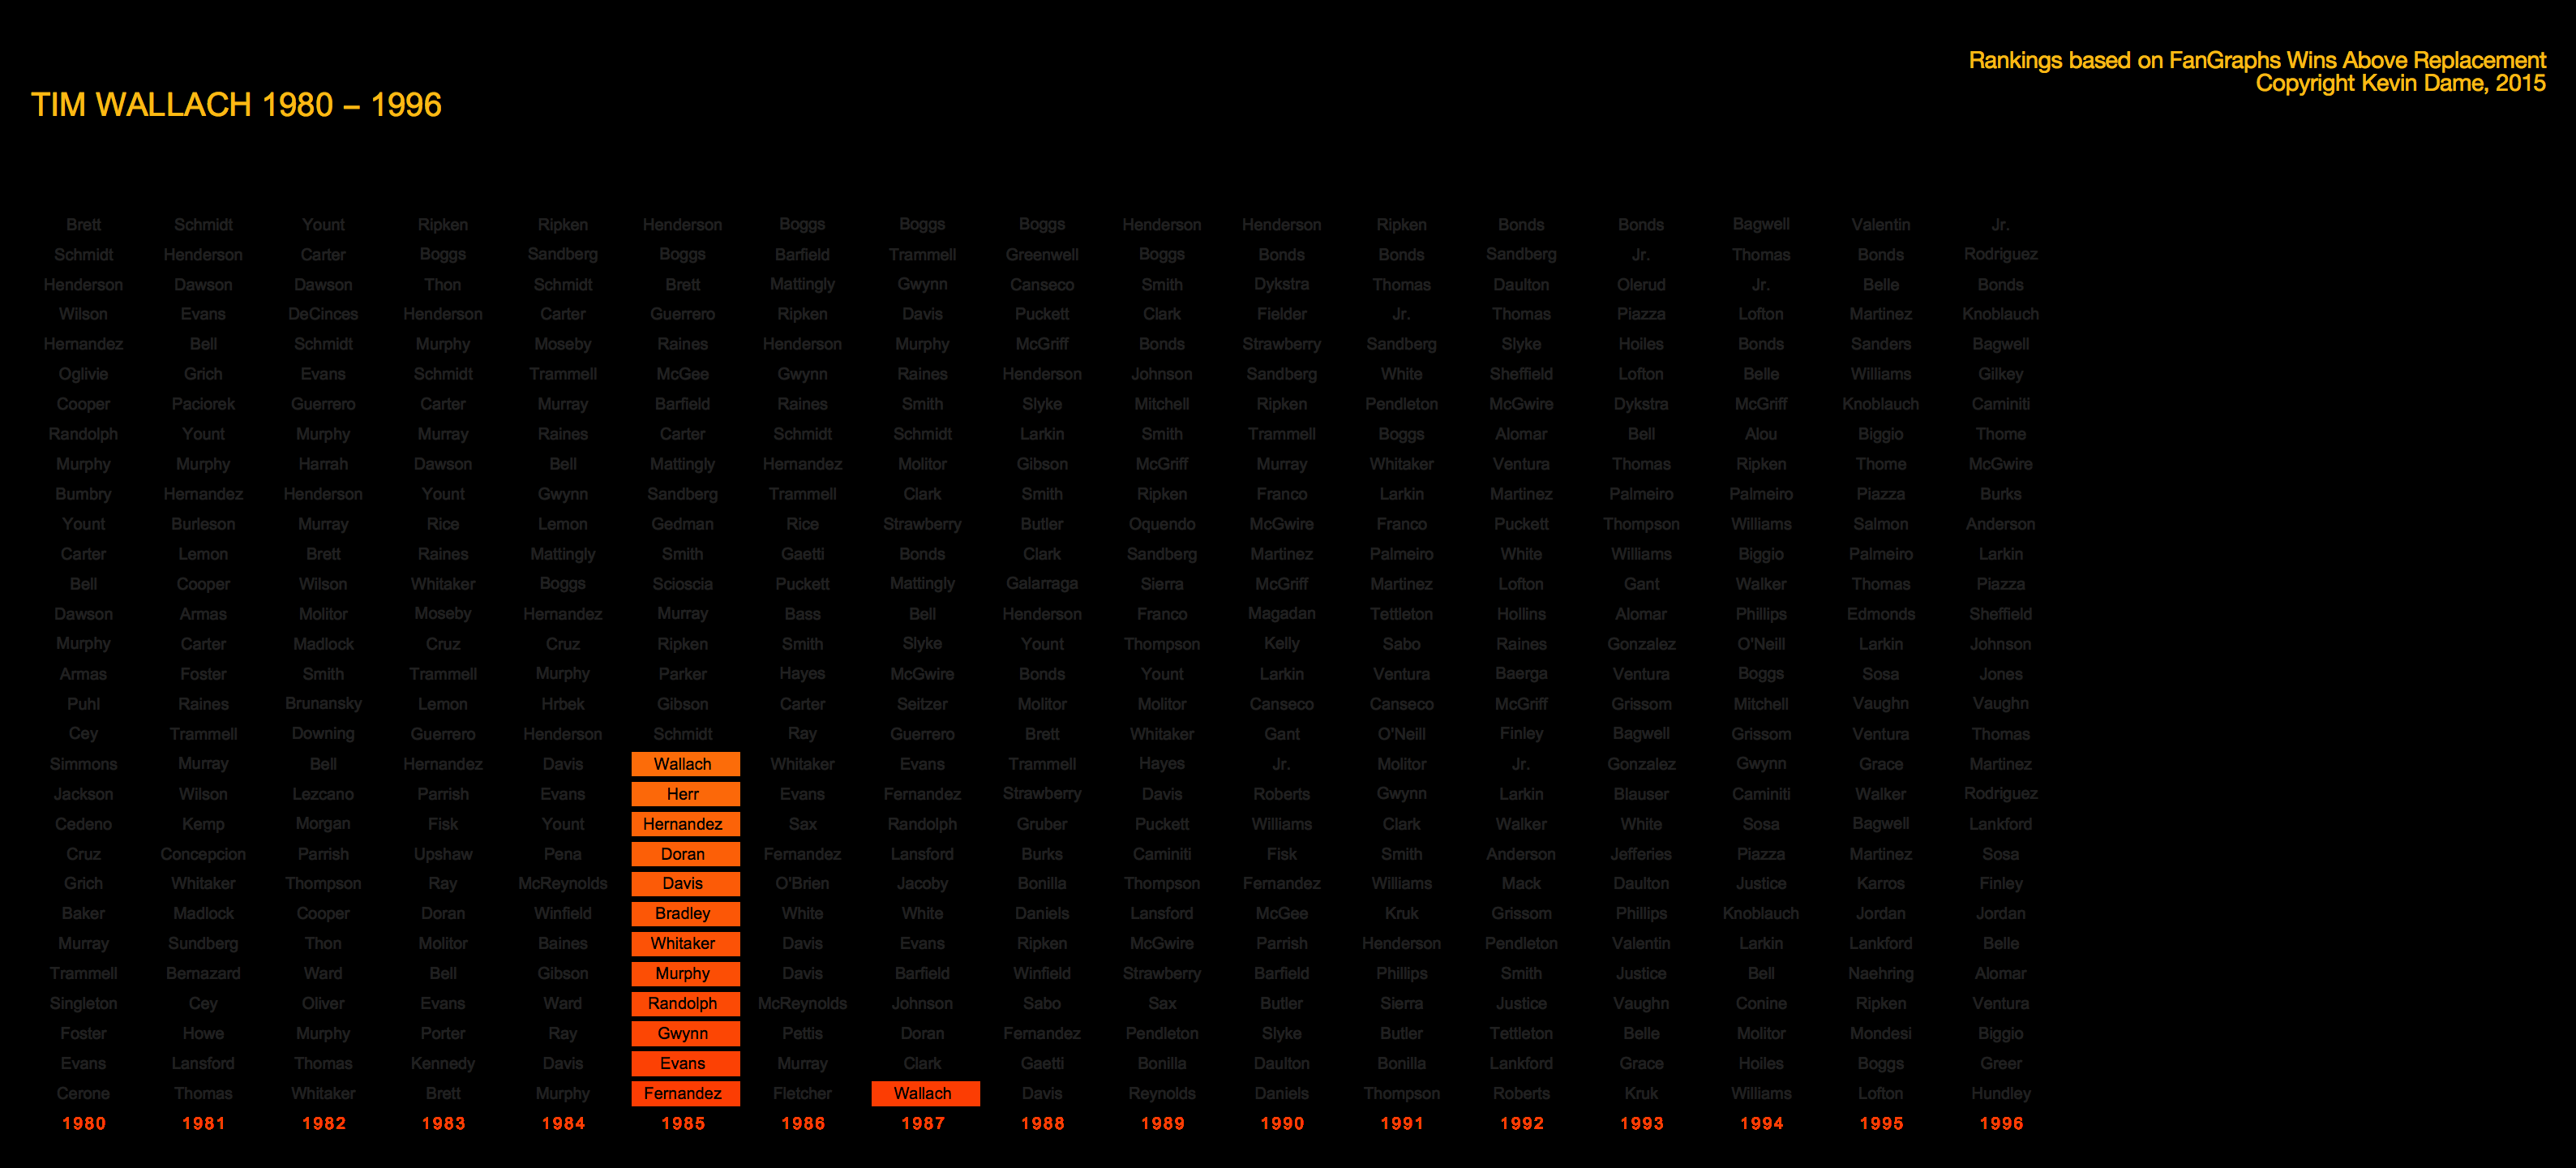 Rankings based on FanGraphs Wins Above Replacement
Copyright Kevin Dame, 2015
TIM WALLACH 1980 – 1996
Brett Schmidt Yount Ripken Ripken Henderson Boggs Boggs Boggs Henderson Henderson Ripken Bonds Bonds Bagwell Valentin Jr.
Schmidt Henderson Carter Boggs Sandberg Boggs Barfield Trammell Greenwell Boggs Bonds Bonds Sandberg Jr. Thomas Bonds Rodriguez
Henderson Dawson Dawson Thon Schmidt Brett Mattingly Gwynn Canseco Smith Dykstra Thomas Daulton Olerud Jr. Belle Bonds
Wilson Evans DeCinces Henderson Carter Guerrero Ripken Davis Puckett Clark Fielder Jr. Thomas Piazza Lofton Martinez Knoblauch
Hernandez Bell Schmidt Murphy Moseby Raines Henderson Murphy McGriff Bonds Strawberry Sandberg Slyke Hoiles Bonds Sanders Bagwell
Oglivie Grich Evans Schmidt Trammell McGee Gwynn Raines Henderson Johnson Sandberg White Sheffield Lofton Belle Williams Gilkey
Cooper Paciorek Guerrero Carter Murray Barfield Raines Smith Slyke Mitchell Ripken Pendleton McGwire Dykstra McGriff Knoblauch Caminiti
Randolph Yount Murphy Murray Raines Carter Schmidt Schmidt Larkin Smith Trammell Boggs Alomar Bell Alou Biggio Thome
Murphy Murphy Harrah Dawson Bell Mattingly Hernandez Molitor Gibson McGriff Murray Whitaker Ventura Thomas Ripken Thome McGwire
Bumbry Hernandez Henderson Yount Gwynn Sandberg Trammell Clark Smith Ripken Franco Larkin Martinez Palmeiro Palmeiro Piazza Burks
Yount Burleson Murray Rice Lemon Gedman Rice Strawberry Butler Oquendo McGwire Franco Puckett Thompson Williams Salmon Anderson
Carter Lemon Brett Raines Mattingly Smith Gaetti Bonds Clark Sandberg Martinez Palmeiro White Williams Biggio Palmeiro Larkin
Bell Cooper Wilson Whitaker Boggs Scioscia Puckett Mattingly Galarraga Sierra McGriff Martinez Lofton Gant Walker Thomas Piazza
Dawson Armas Molitor Moseby Hernandez Murray Bass Bell Henderson Franco Magadan Tettleton Hollins Alomar Phillips Edmonds Sheffield
Murphy Carter Madlock Cruz Cruz Ripken Smith Slyke Yount Thompson Kelly Sabo Raines Gonzalez O'Neill Larkin Johnson
Armas Foster Smith Trammell Murphy Parker Hayes McGwire Bonds Yount Larkin Ventura Baerga Ventura Boggs Sosa Jones
Puhl Raines Brunansky Lemon Hrbek Gibson Carter Seitzer Molitor Molitor Canseco Canseco McGriff Grissom Mitchell Vaughn Vaughn
Cey Trammell Downing Guerrero Henderson Schmidt Ray Guerrero Brett Whitaker Gant O'Neill Finley Bagwell Grissom Ventura Thomas
Simmons Murray Bell Hernandez Davis Wallach Whitaker Evans Trammell Hayes Jr. Molitor Jr. Gonzalez Gwynn Grace Martinez
Jackson Wilson Lezcano Parrish Evans Herr Evans Fernandez Strawberry Davis Roberts Gwynn Larkin Blauser Caminiti Walker Rodriguez
Cedeno Kemp Morgan Fisk Yount Hernandez Sax Randolph Gruber Puckett Williams Clark Walker White Sosa Bagwell Lankford
Cruz Concepcion Parrish Upshaw Pena Doran Fernandez Lansford Burks Caminiti Fisk Smith Anderson Jefferies Piazza Martinez Sosa
Grich Whitaker Thompson Ray McReynolds Davis O'Brien Jacoby Bonilla Thompson Fernandez Williams Mack Daulton Justice Karros Finley
Baker Madlock Cooper Doran Winfield Bradley White White Daniels Lansford McGee Kruk Grissom Phillips Knoblauch Jordan Jordan
Murray Sundberg Thon Molitor Baines Whitaker Davis Evans Ripken McGwire Parrish Henderson Pendleton Valentin Larkin Lankford Belle
Trammell Bernazard Ward Bell Gibson Murphy Davis Barfield Winfield Strawberry Barfield Phillips Smith Justice Bell Naehring Alomar
Singleton Cey Oliver Evans Ward Randolph McReynolds Johnson Sabo Sax Butler Sierra Justice Vaughn Conine Ripken Ventura
Foster Howe Murphy Porter Ray Gwynn Pettis Doran Fernandez Pendleton Slyke Butler Tettleton Belle Molitor Mondesi Biggio
Evans Lansford Thomas Kennedy Davis Evans Murray Clark Gaetti Bonilla Daulton Bonilla Lankford Grace Hoiles Boggs Greer
Cerone Thomas Whitaker Brett Murphy Fernandez Fletcher Wallach Davis Reynolds Daniels Thompson Roberts Kruk Williams Lofton Hundley
1980 1981 1982 1983 1984 1985 1986 1987 1988 1989 1990 1991 1992 1993 1994 1995 1996